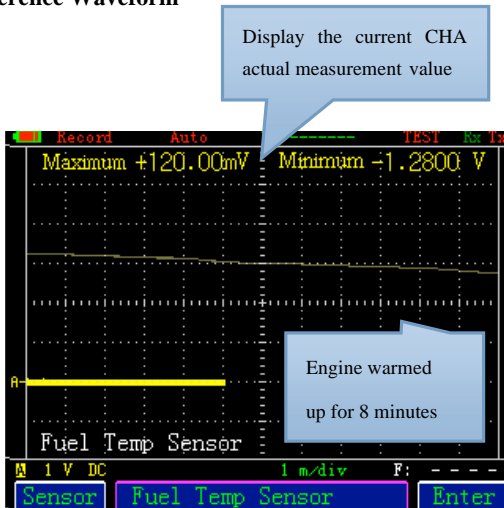 Display the current CHA
actual measurement value
Record Auto -------- TEST Rx Tx
Maximum +120.00mV Minimum -1.2800 V
Engine warmed
up for 8 minutes
A
Fuel Temp Sensor
A 1 V DC 1 m/div F: - - - -
Sensor Fuel Temp Sensor Enter